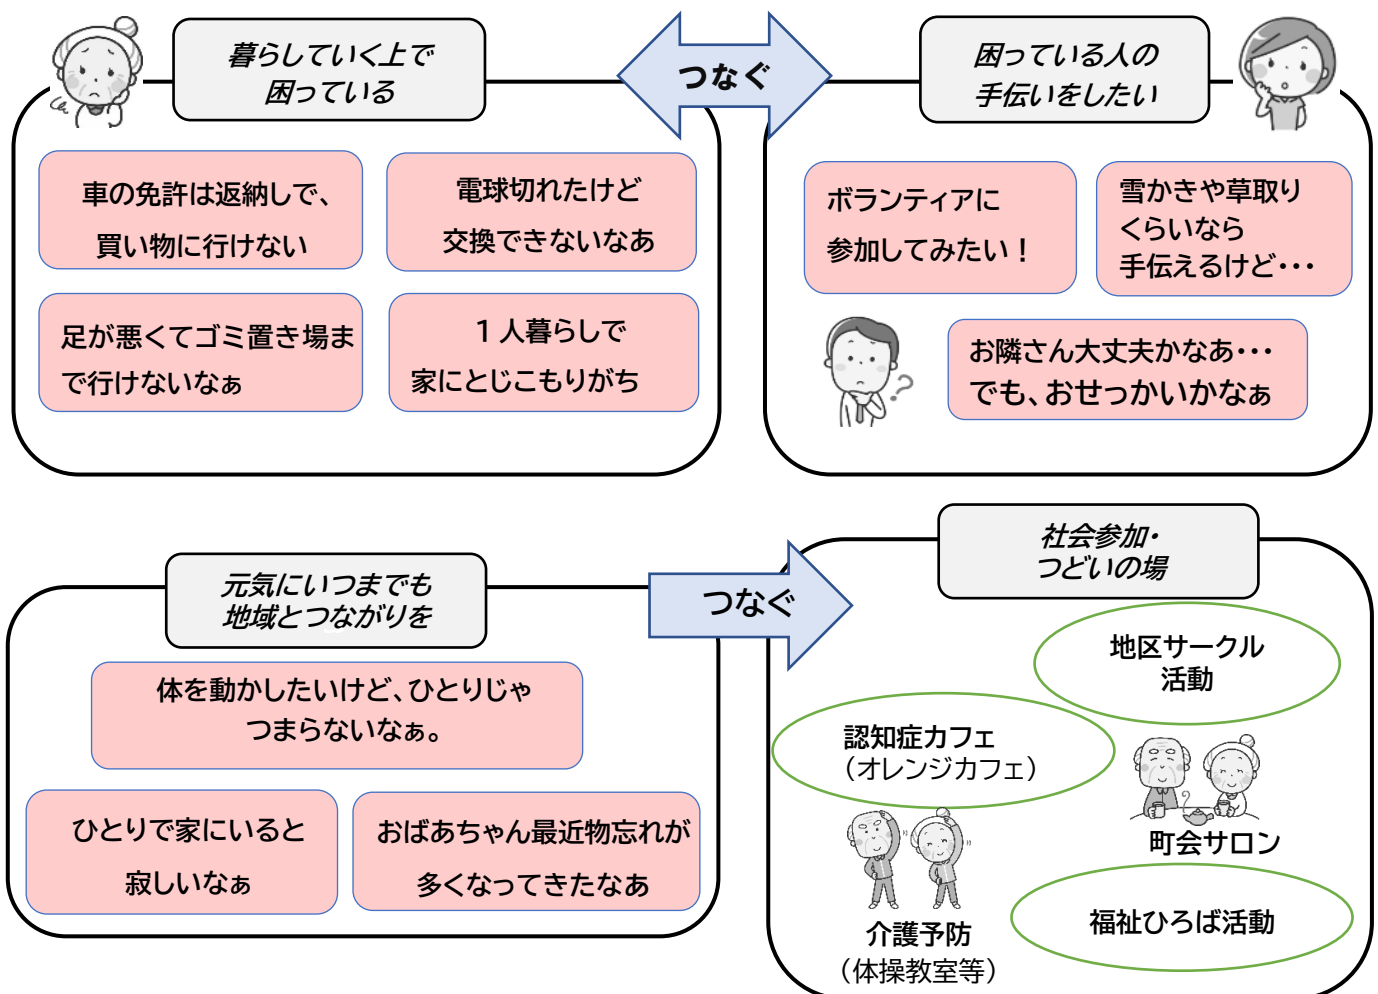 暮らしていく上で
困っている
つなぐ
困っている人の
手伝いをしたい
車の免許は返納しで、
買い物に行けない
電球切れたけど
交換できないなあ
足が悪くてゴミ置き場ま
で行けないなぁ
1人暮らしで
家にとじこもりがち
ボランティアに
参加してみたい！
雪かきや草取り
くらいなら
手伝えるけど・・・
お隣さん大丈夫かなあ・・・
でも、おせっかいかなぁ
元気にいつまでも
地域とつながりを
つなぐ
社会参加・
つどいの場
体を動かしたいけど、ひとりじゃ
つまらないなぁ。
ひとりで家にいると
寂しいなぁ
おばあちゃん最近物忘れが
多くなってきたなあ
地区サークル
活動
認知症カフェ
（オレンジカフェ）
町会サロン
介護予防
（体操教室等）
福祉ひろば活動